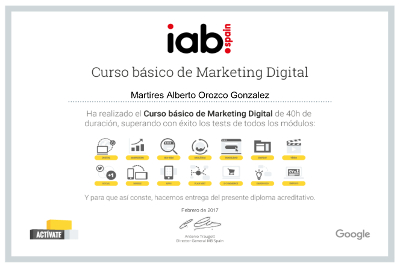 iab.spain
Curso básico de Marketing Digital
Martires Alberto Orozco Gonzalez
Ha realizado el Curso básico de Marketing Digital de 40h de
duración, superando con éxito los tests de todos los módulos:
Y para que así conste, hacemos entrega del presente diploma acreditativo.
Febrero de 2017
Director General IAB Spain
ACTÍVATE
Google